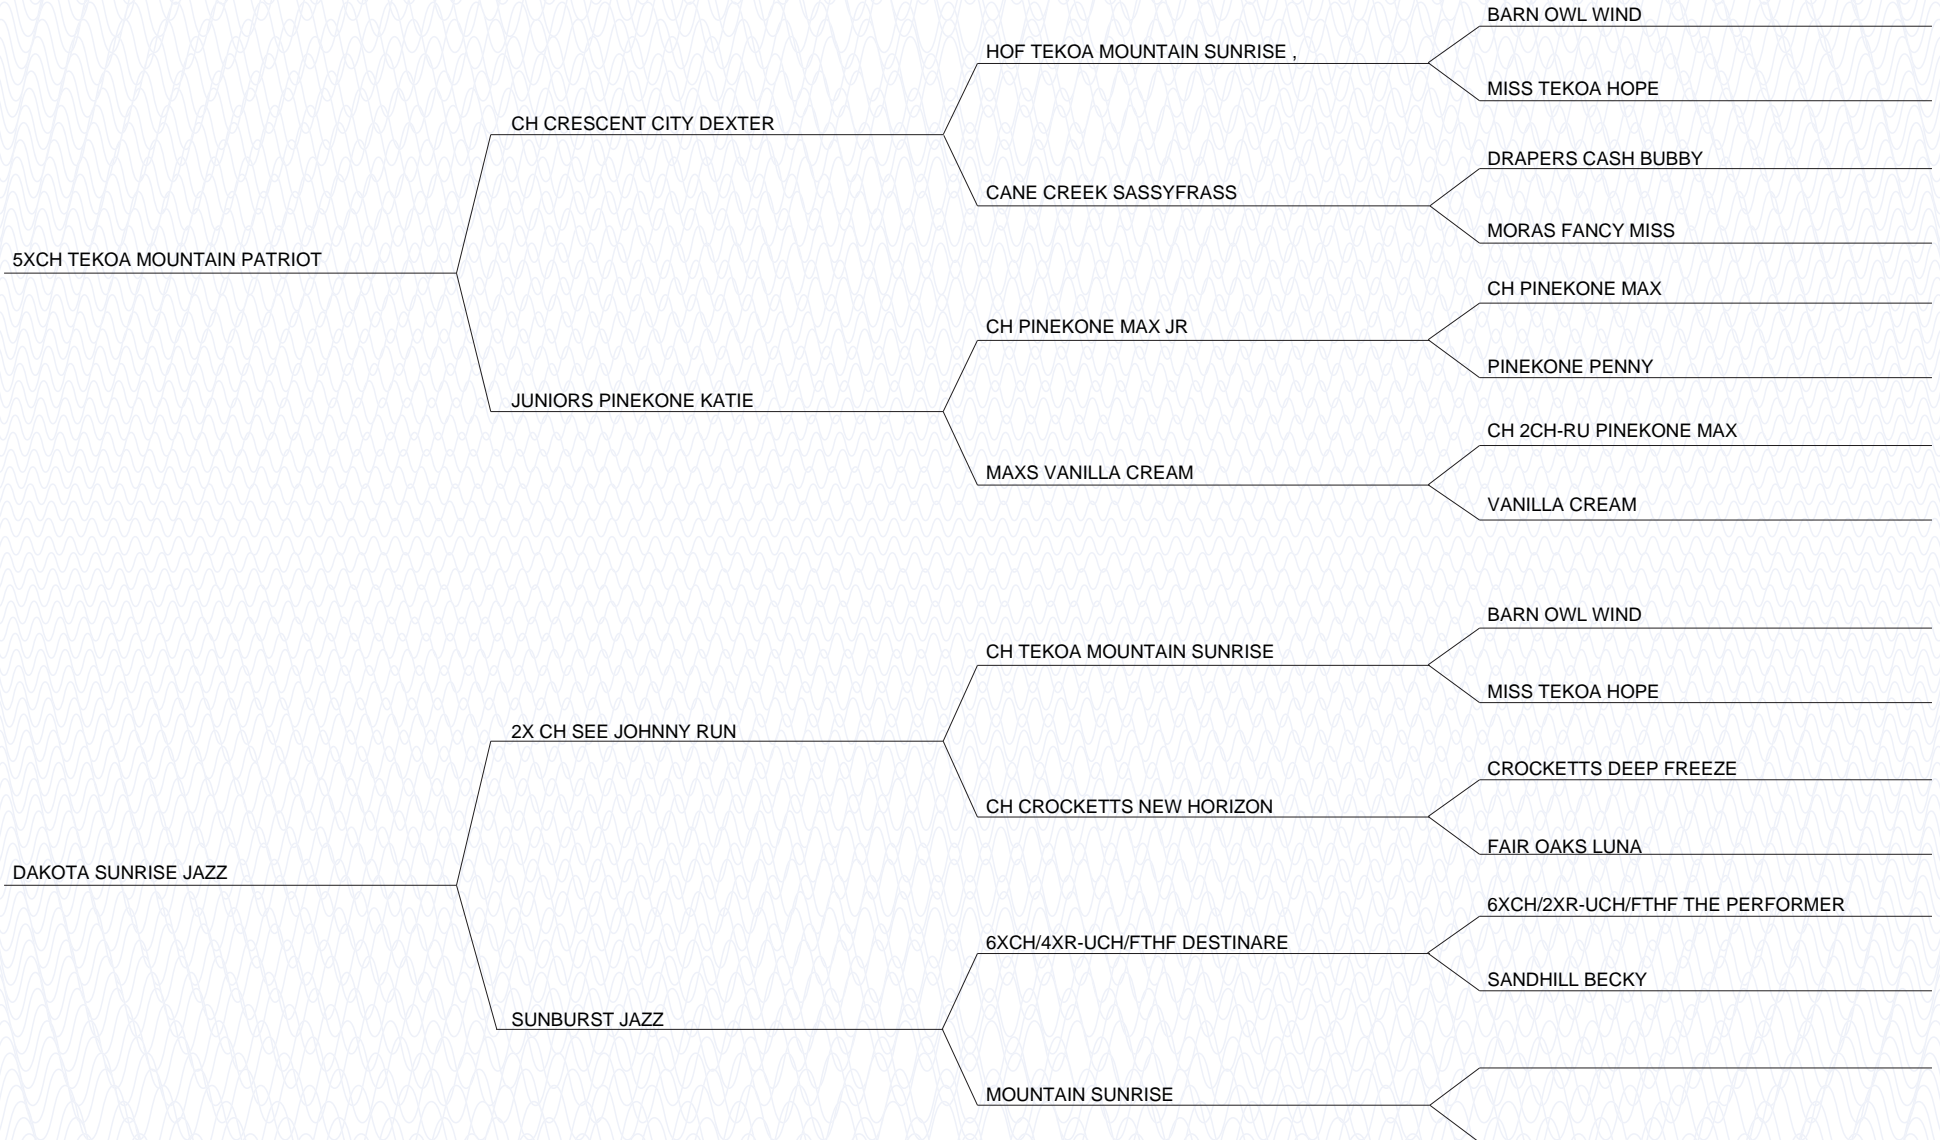 BARN OWL WIND
HOF TEKOA MOUNTAIN SUNRISE ,
MISS TEKOA HOPE
CH CRESCENT CITY DEXTER
DRAPERS CASH BUBBY
CANE CREEK SASSYFRASS
MORAS FANCY MISS
5XCH TEKOA MOUNTAIN PATRIOT
CH PINEKONE MAX
CH PINEKONE MAX JR
PINEKONE PENNY
JUNIORS PINEKONE KATIE
CH 2CH-RU PINEKONE MAX
MAXS VANILLA CREAM
VANILLA CREAM
BARN OWL WIND
CH TEKOA MOUNTAIN SUNRISE
MISS TEKOA HOPE
2X CH SEE JOHNNY RUN
CROCKETTS DEEP FREEZE
CH CROCKETTS NEW HORIZON
FAIR OAKS LUNA
DAKOTA SUNRISE JAZZ
6XCH/2XR-UCH/FTHF THE PERFORMER
6XCH/4XR-UCH/FTHF DESTINARE
SANDHILL BECKY
SUNBURST JAZZ
MOUNTAIN SUNRISE